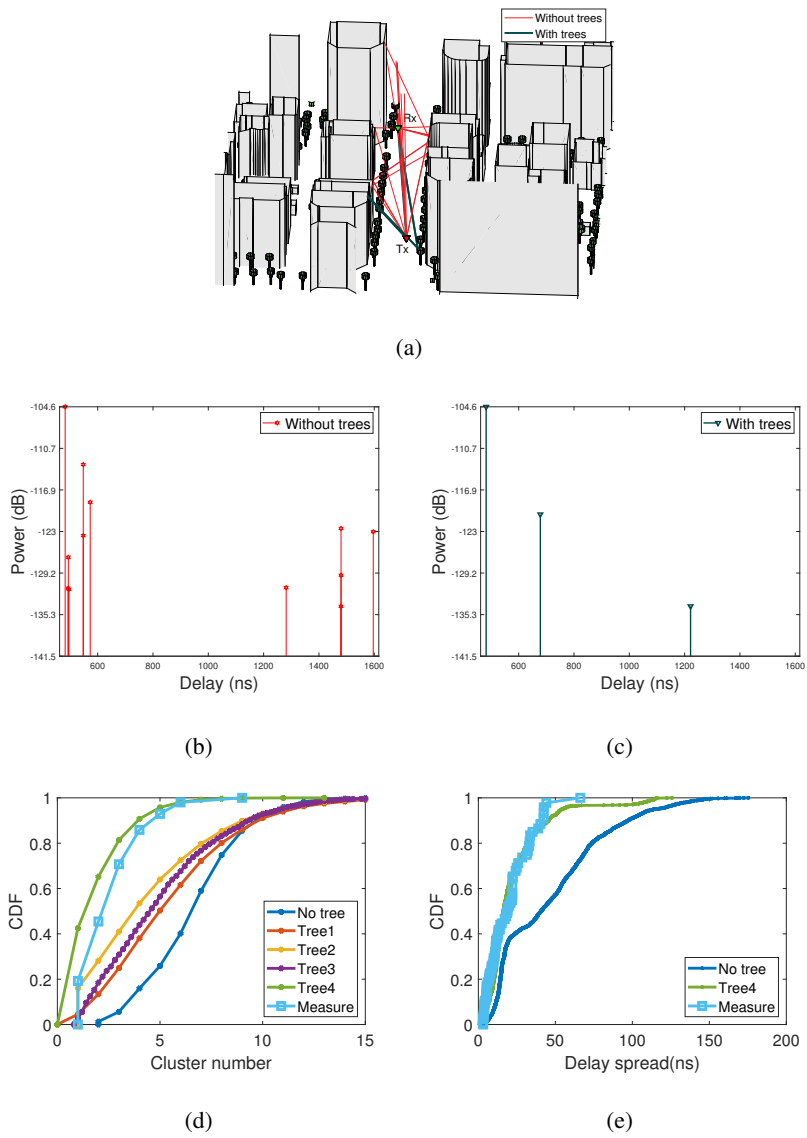 Without trees
With trees
Rx
Tx
(a)
-104.6
-110.7
-116.9
-123
-129.2
-135.3
-141.5
Power (dB)
Without trees
600 800 1000 1200 1400 1600
Delay (ns)
(b)
-104.6
-110.7
-116.9
-123
-129.2
-135.3
-141.5
Power (dB)
With trees
600 800 1000 1200 1400 1600
Delay (ns)
(c)
1
0.8
0.6
0.4
0.2
0
CDF
No tree
Tree1
Tree2
Tree3
Tree4
Measure
0 5 10 15
Cluster number
(d)
1
0.8
0.6
0.4
0.2
0
CDF
No tree
Tree4
Measure
0 50 100 150 200
Delay spread(ns)
(e)